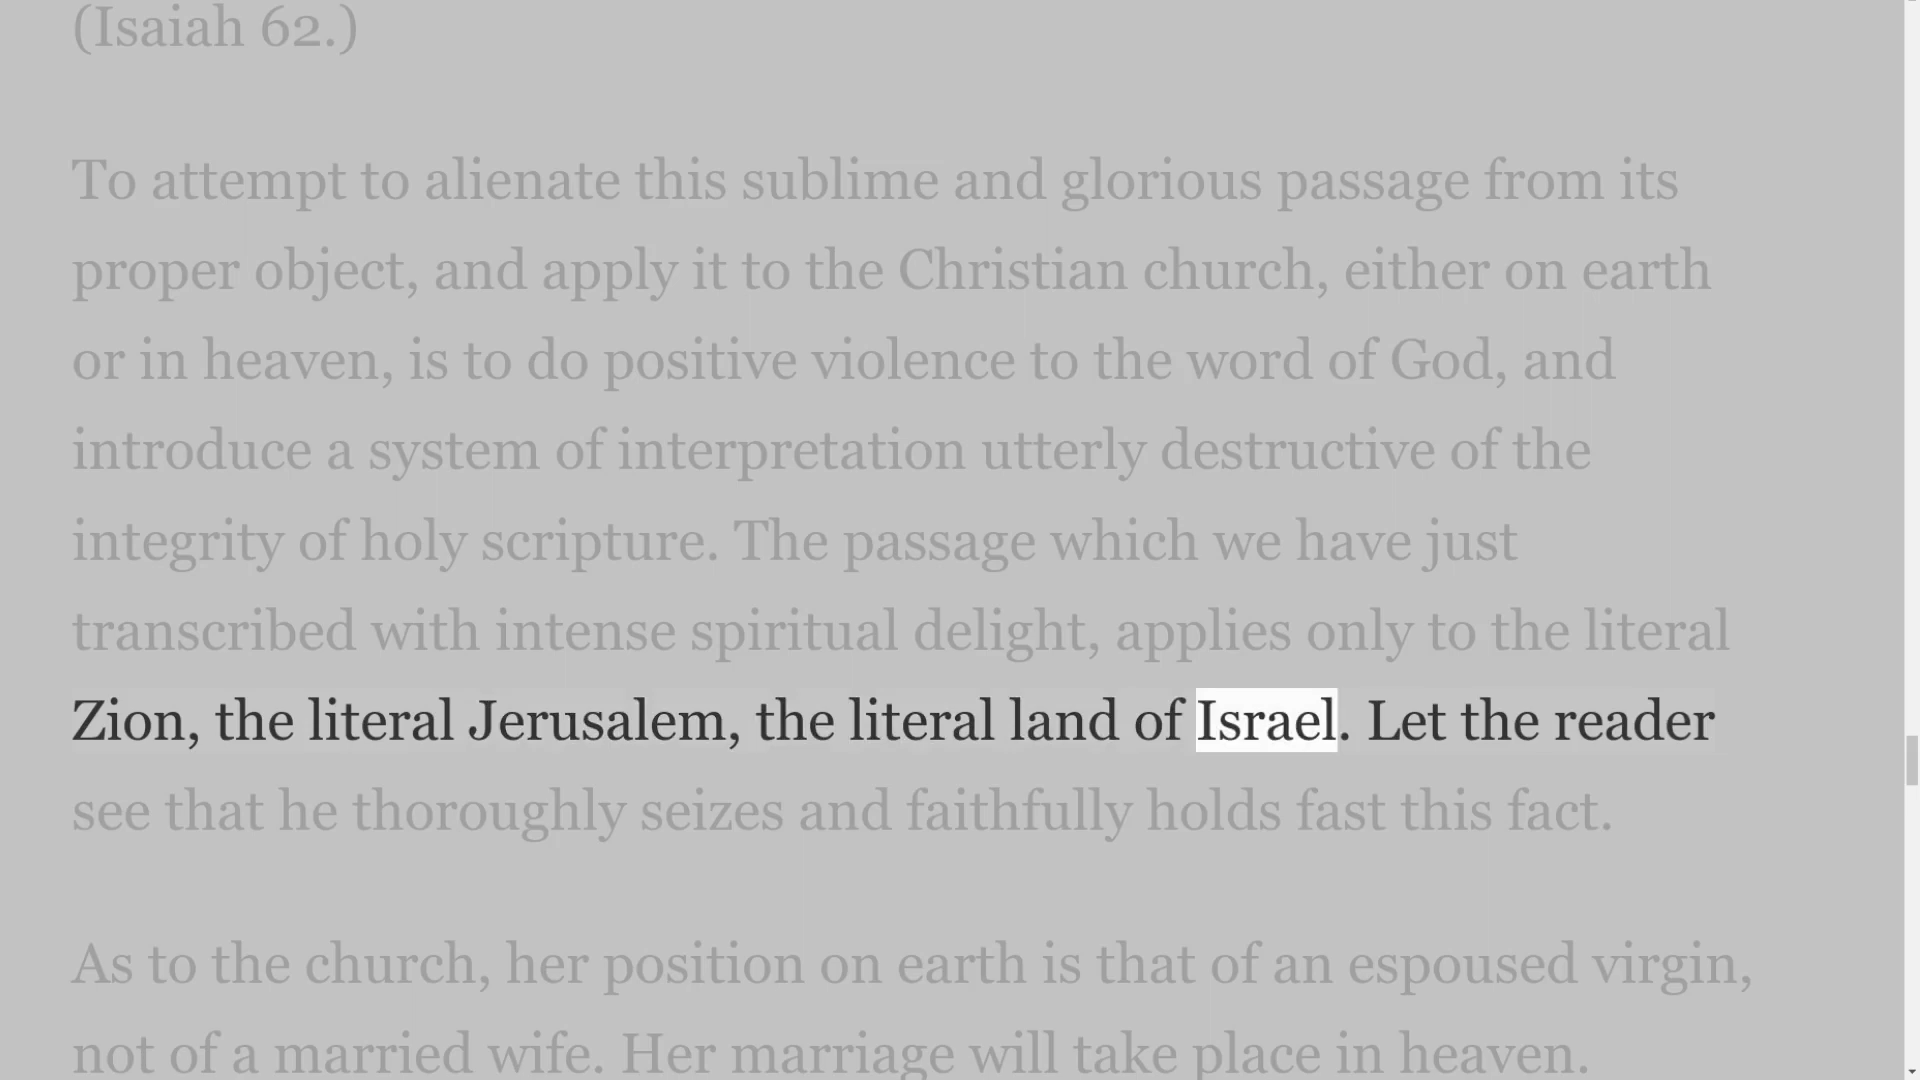 (Isaiah 62.)
To attempt to alienate this sublime and glorious passage from its
proper object, and apply it to the Christian church, either on earth
or in heaven, is to do positive violence to the word of God, and
introduce a system of interpretation utterly destructive of the
integrity of holy scripture. The passage which we have just
transcribed with intense spiritual delight, applies only to the literal
Zion, the literal Jerusalem, the literal land of Israel. Let the reader
see that he thoroughly seizes and faithfully holds fast this fact.
As to the church, her position on earth is that of an espoused virgin,
not of a married wife. Her marriage will take place in heaven.